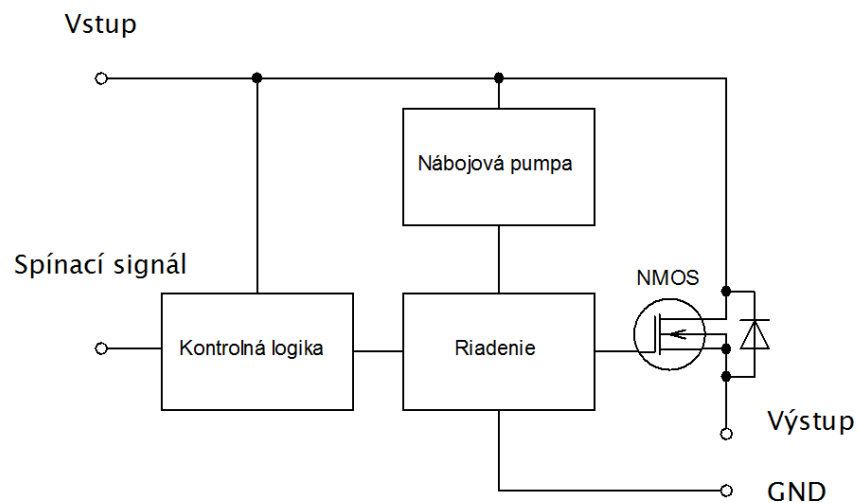 Vstup
Nábojová pumpa
Spínací signál
NMOS
Kontrolná logika
Riadenie
Výstup
GND